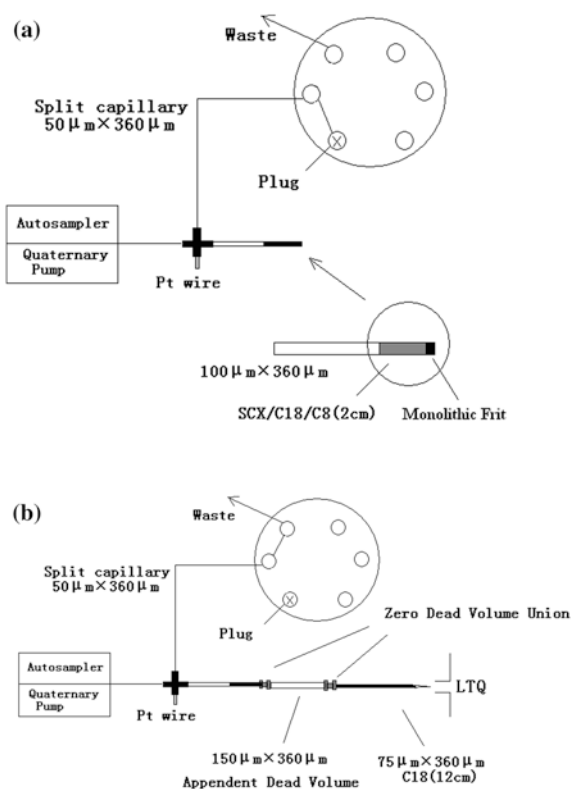 (a)
Waste
Split capillary
50μm×360μm
Plug
Autosampler
Quaternary
Pump
Pt wire
100μm×360μm
SCX/C18/C8(2cm)
Monolithic Frit
(b)
Waste
Split capillary
50μm×360μm
Plug
Zero Dead Volume Union
Autosampler
Quaternary
Pump
Pt wire
LTQ
150μm×360μm
Appendent Dead Volume
75μm×360μm
C18(12cm)